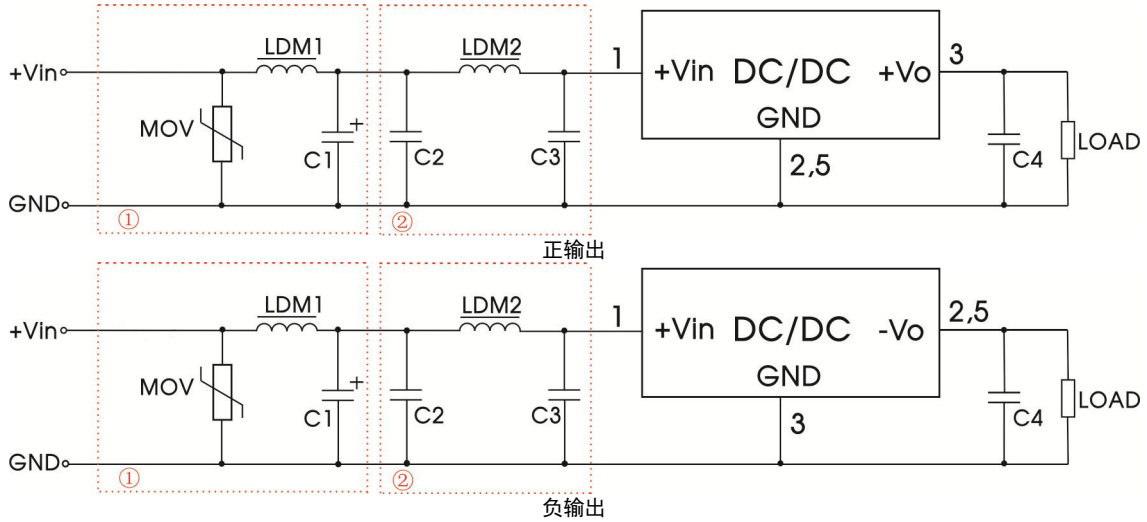 LDM1 LDM2 1 3
+Vin +Vin DC/DC +Vo
MOV GND
C1 + C2 C3 2,5 C4 LOAD
GND
① ②
正输出
LDM1 LDM2 1 2,5
+Vin +Vin DC/DC -Vo
MOV GND
C1 + C2 C3 3 C4 LOAD
GND
① ②
负输出